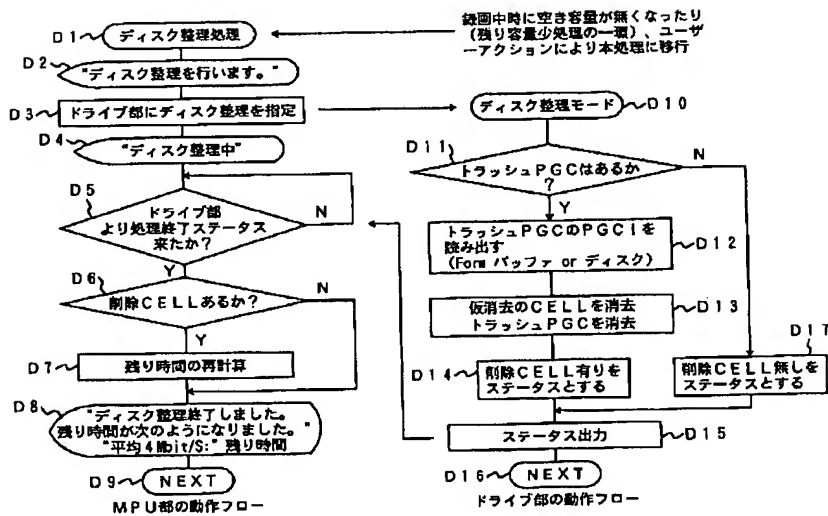 録画中時に空き容量が無くなったり
(残り容量少処理の一環)、ユーザ
ーアクションにより本処理に移行
D1
ディスク整理処理
D2
"ディスク整理を行います。"
D3
ドライブ部にディスク整理を指定
D4
"ディスク整理中"
D5
ドライブ部
より処理終了ステータス
来たか?
N
Y
D6
削除CELLあるか?
N
Y
D7
残り時間の再計算
D8
"ディスク整理終了しました。
残り時間が次のようになりました。"
"平均4Mbit/S:"残り時間
D9
NEXT
MPU部の動作フロー
ディスク整理モード
D10
D11
トラッシュPGCはあるか
?
N
Y
トラッシュPGCのPGCIを
読み出す
(Form バッファ or ディスク)
D12
仮消去のCELLを消去
トラッシュPGCを消去
D13
D14
削除CELL有りを
ステータスとする
D17
削除CELL無しを
ステータスとする
ステータス出力
D15
D16
NEXT
ドライブ部の動作フロー